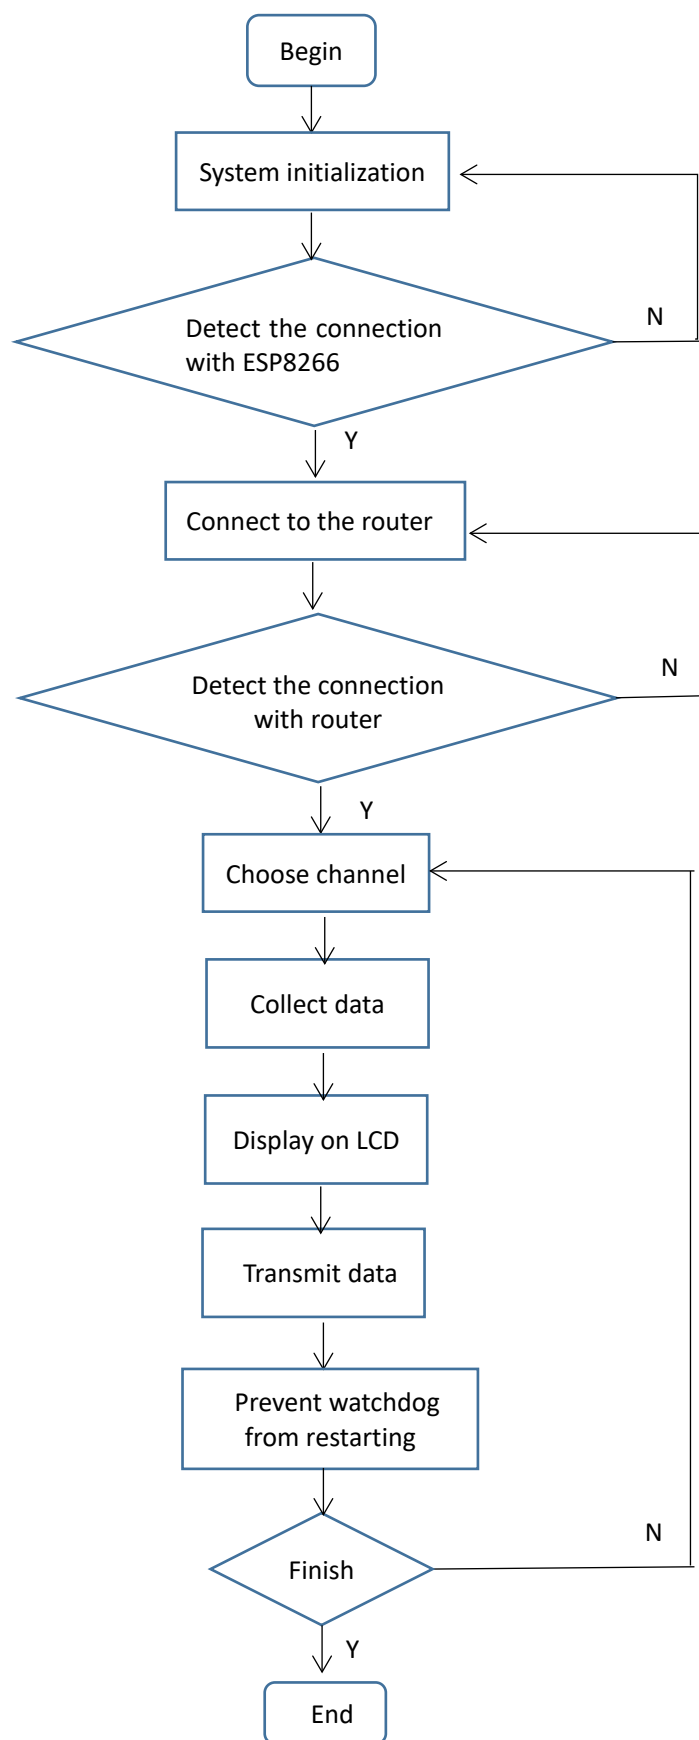 Begin
System initialization
N
Detect the connection
with ESP8266
Y
Connect to the router
N
Detect the connection
with router
Y
Choose channel
Collect data
Display on LCD
Transmit data
Prevent watchdog
from restarting
N
Finish
Y
End